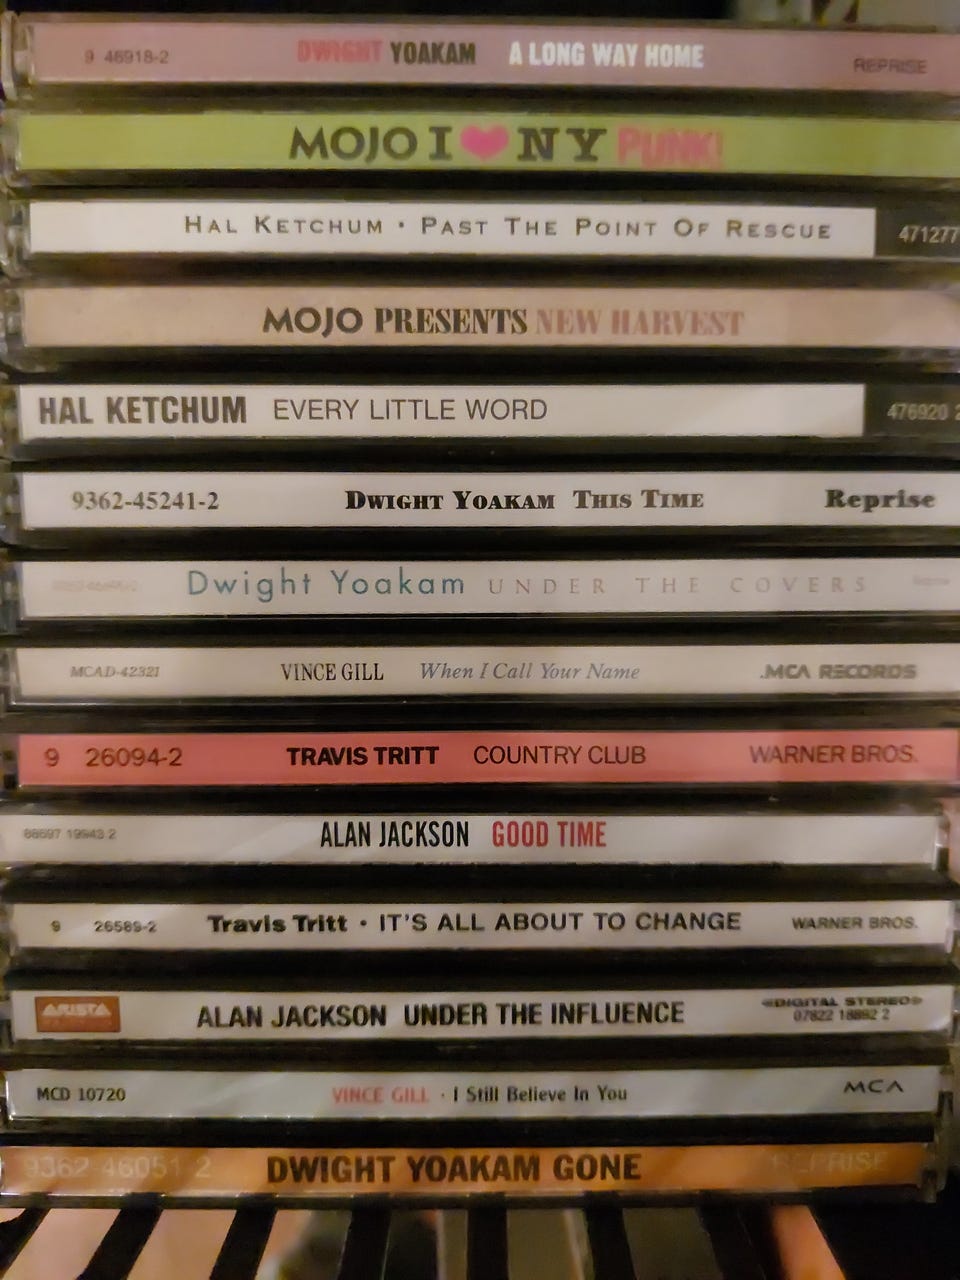 9 46918-2 DWIGHT YOAKAM A LONG WAY HOME REPRISE
MOJO I ❤ NY PUNK!
HAL KETCHUM · PAST THE POINT OF RESCUE 471277
MOJO PRESENTS NEW HARVEST
HAL KETCHUM EVERY LITTLE WORD 476920 2
9362-45241-2 DWIGHT YOAKAM THIS TIME Reprise
Dwight Yoakam UNDER THE COVERS
MCAD-42321 VINCE GILL When I Call Your Name .MCA RECORDS
9 26094-2 TRAVIS TRITT COUNTRY CLUB WARNER BROS.
88697 19943 2 ALAN JACKSON GOOD TIME
9 26589-2 Travis Tritt · IT'S ALL ABOUT TO CHANGE WARNER BROS.
ARISTA ALAN JACKSON UNDER THE INFLUENCE DIGITAL STEREO
07822 18892 2
MCD 10720 VINCE GILL · I Still Believe In You MCA
9362-46051-2 DWIGHT YOAKAM GONE REPRISE